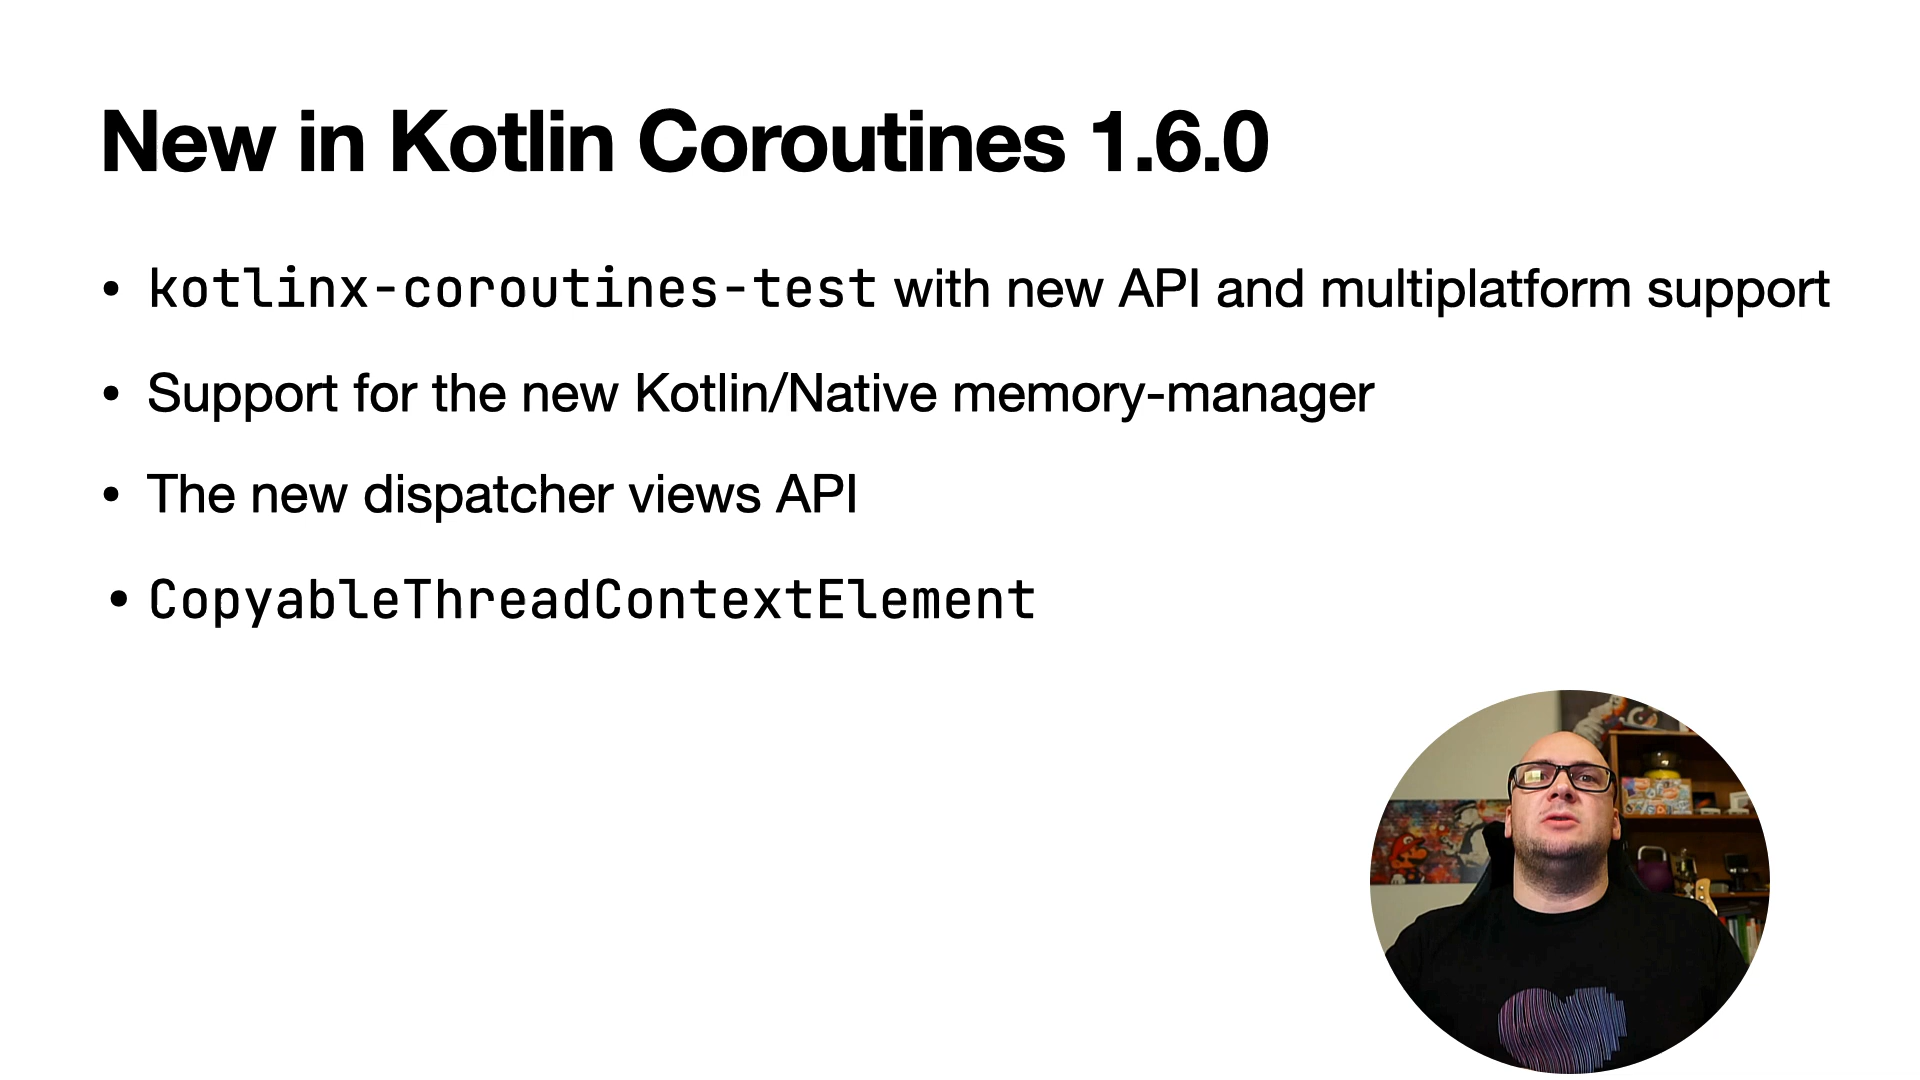 New in Kotlin Coroutines 1.6.0
• kotlinx-coroutines-test with new API and multiplatform support
• Support for the new Kotlin/Native memory-manager
• The new dispatcher views API
• CopyableThreadContextElement